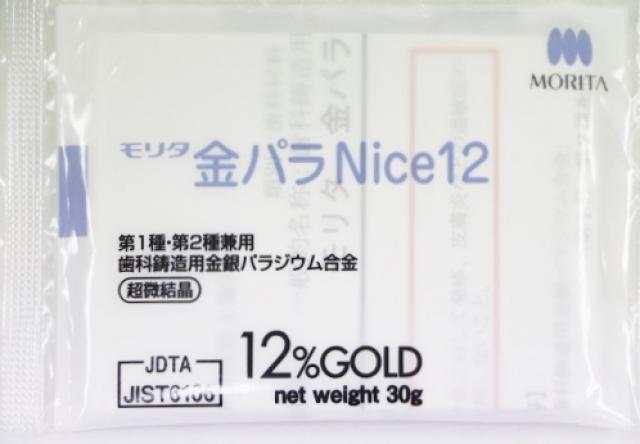 MORITA
モリタ 金パラNice12
第1種・第2種兼用
歯科鋳造用金銀パラジウム合金
超微結晶
12%GOLD
net weight 30g
JDTA
JIST6106